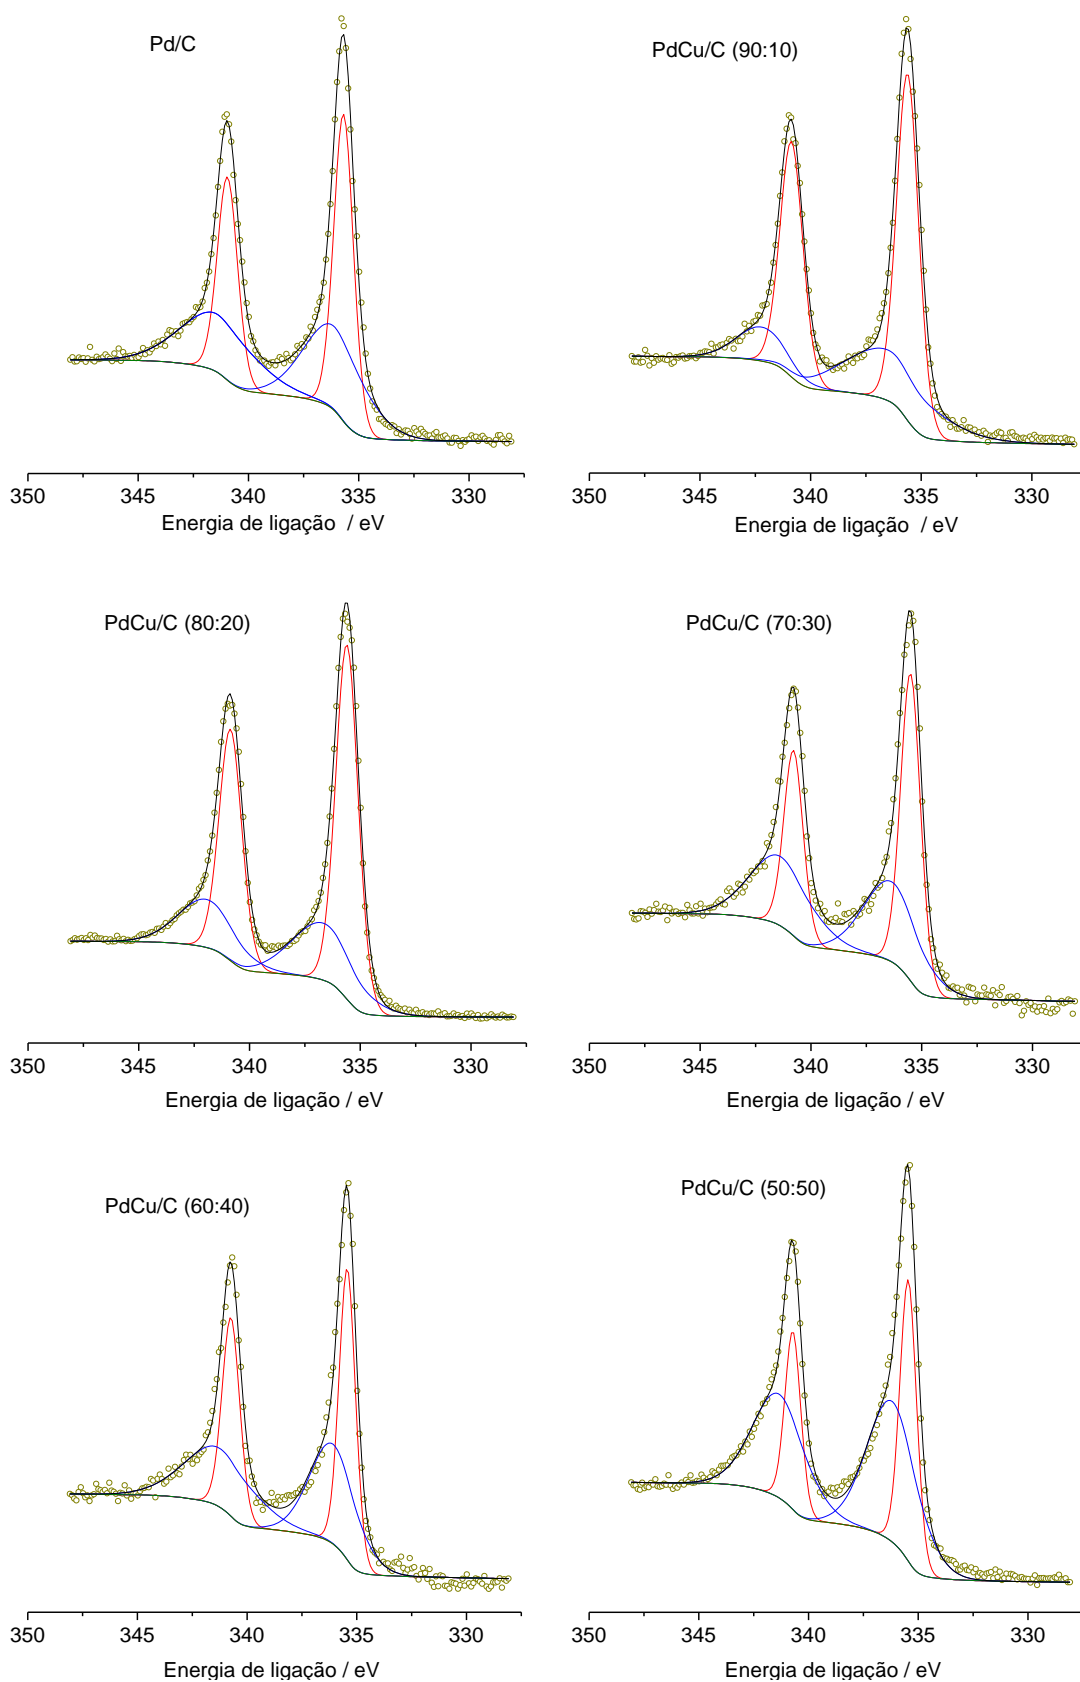 Pd/C
350 345 340 335 330
Energia de ligação / eV
PdCu/C (90:10)
350 345 340 335 330
Energia de ligação / eV
PdCu/C (80:20)
350 345 340 335 330
Energia de ligação / eV
PdCu/C (70:30)
350 345 340 335 330
Energia de ligação / eV
PdCu/C (60:40)
350 345 340 335 330
Energia de ligação / eV
PdCu/C (50:50)
350 345 340 335 330
Energia de ligação / eV